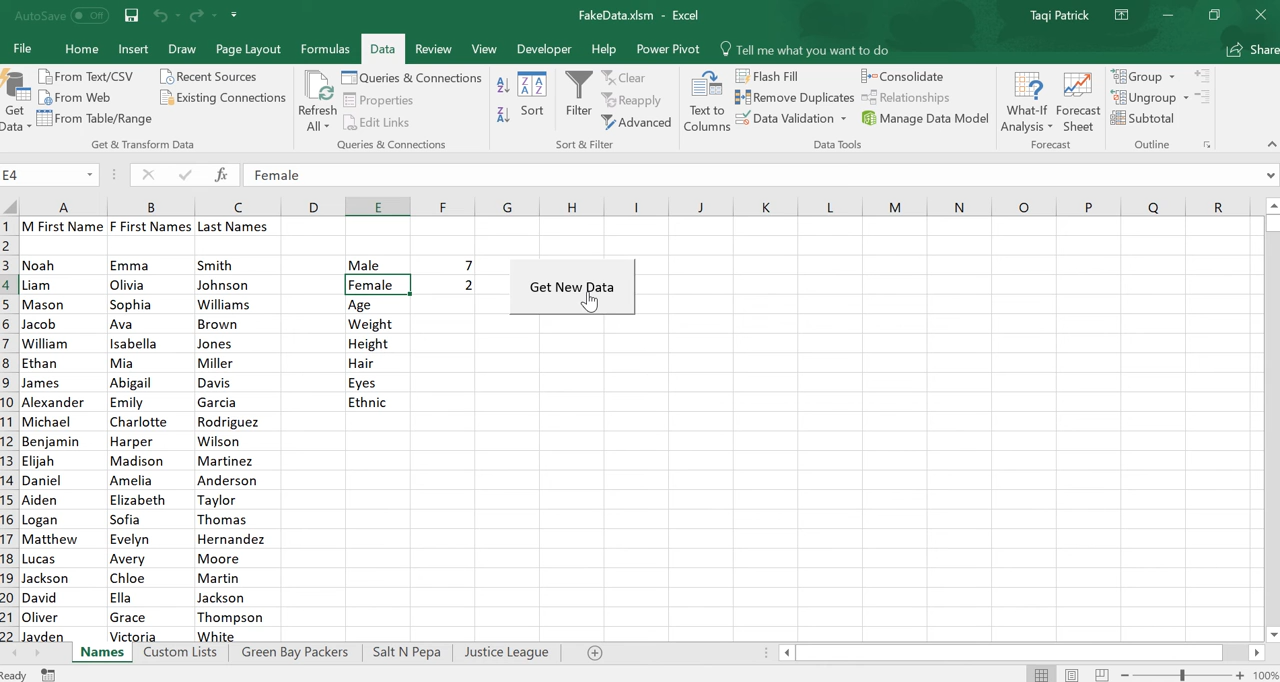 AutoSave Off FakeData.xlsm - Excel Taqi Patrick
File Home Insert Draw Page Layout Formulas Data Review View Developer Help Power Pivot Tell me what you want to do Share
From Text/CSV Recent Sources Queries & Connections Clear Flash Fill Consolidate Group
Get Data From Web Existing Connections Refresh All Properties Sort Filter Reapply Text to Columns Remove Duplicates Relationships What-If Analysis Forecast Sheet Ungroup
From Table/Range Edit Links Advanced Data Validation Manage Data Model Subtotal
Get & Transform Data Queries & Connections Sort & Filter Data Tools Forecast Outline
E4 fx Female
A B C D E F G H I J K L M N O P Q R
1 M First Name F First Names Last Names
2
3 Noah Emma Smith Male 7
4 Liam Olivia Johnson Female 2 Get New Data
5 Mason Sophia Williams Age
6 Jacob Ava Brown Weight
7 William Isabella Jones Height
8 Ethan Mia Miller Hair
9 James Abigail Davis Eyes
10 Alexander Emily Garcia Ethnic
11 Michael Charlotte Rodriguez
12 Benjamin Harper Wilson
13 Elijah Madison Martinez
14 Daniel Amelia Anderson
15 Aiden Elizabeth Taylor
16 Logan Sofia Thomas
17 Matthew Evelyn Hernandez
18 Lucas Avery Moore
19 Jackson Chloe Martin
20 David Ella Jackson
21 Oliver Grace Thompson
22 Jayden Victoria White
Names Custom Lists Green Bay Packers Salt N Pepa Justice League
Ready 100%